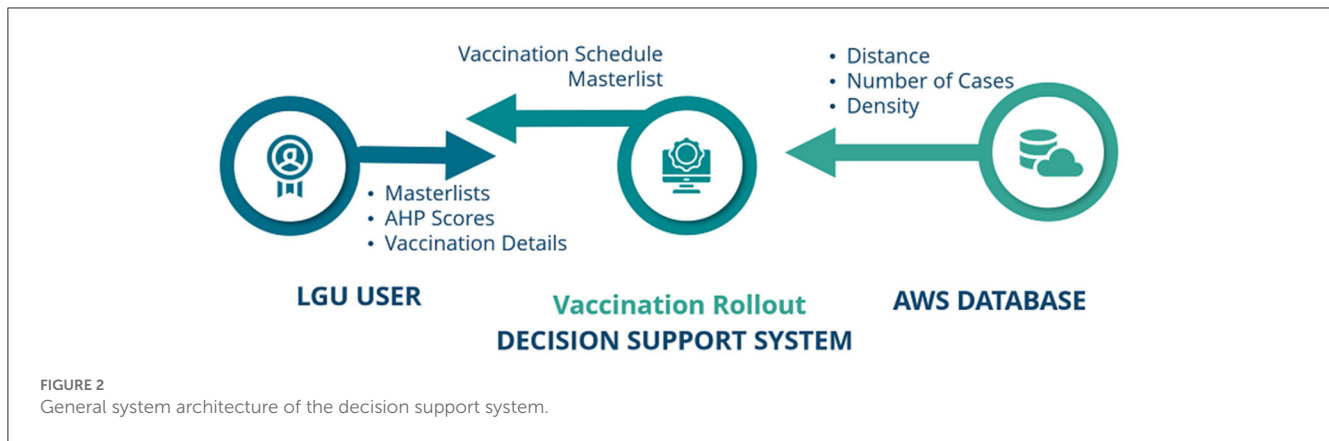 Vaccination Schedule
Masterlist
• Distance
• Number of Cases
• Density
• Masterlists
• AHP Scores
• Vaccination Details
LGU USER
Vaccination Rollout
DECISION SUPPORT SYSTEM
AWS DATABASE
FIGURE 2
General system architecture of the decision support system.